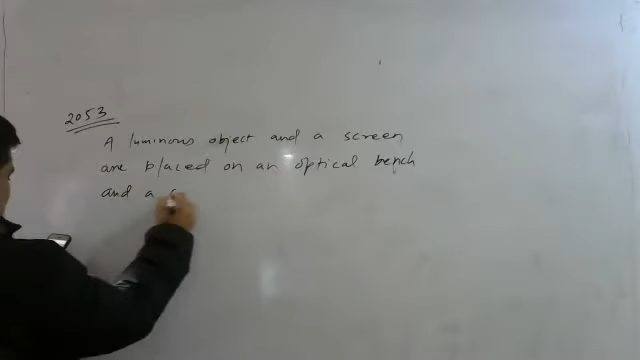 2053
A luminous object and a screen
are placed on an optical bench
and a c